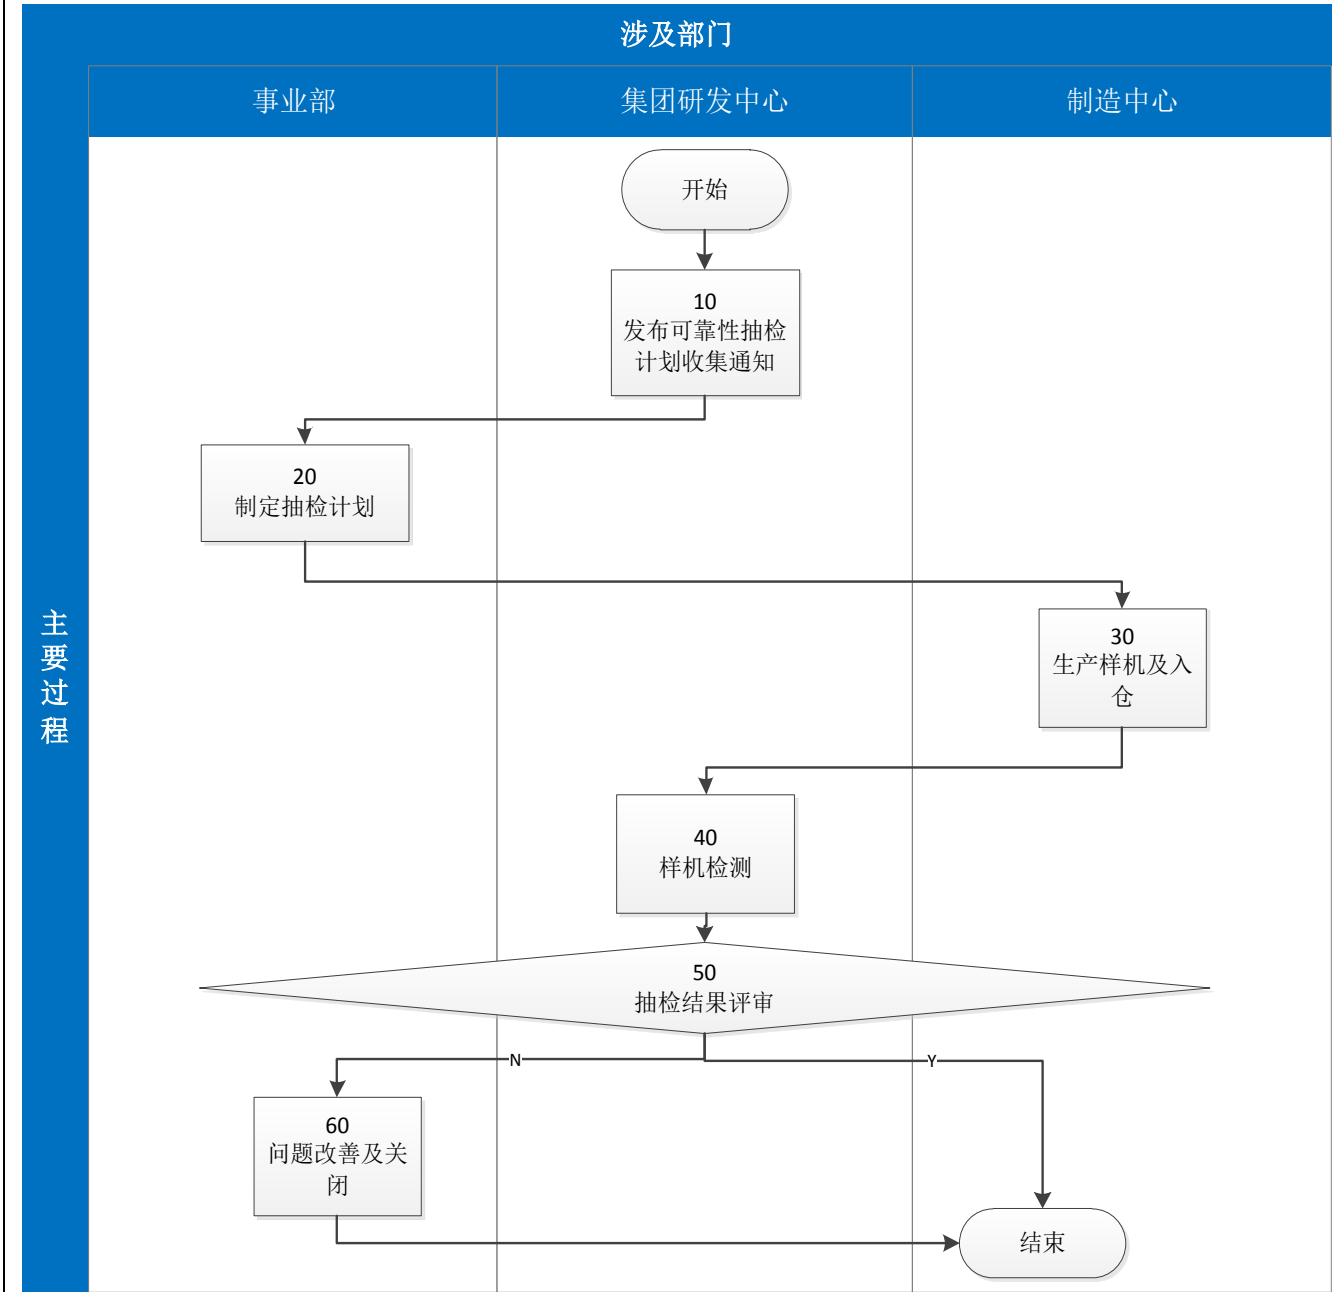 涉及部门
事业部
集团研发中心
制造中心
主
要
过
程
开始
10
发布可靠性抽检
计划收集通知
20
制定抽检计划
30
生产样机及入
仓
40
样机检测
50
抽检结果评审
N
Y
60
问题改善及关
闭
结束